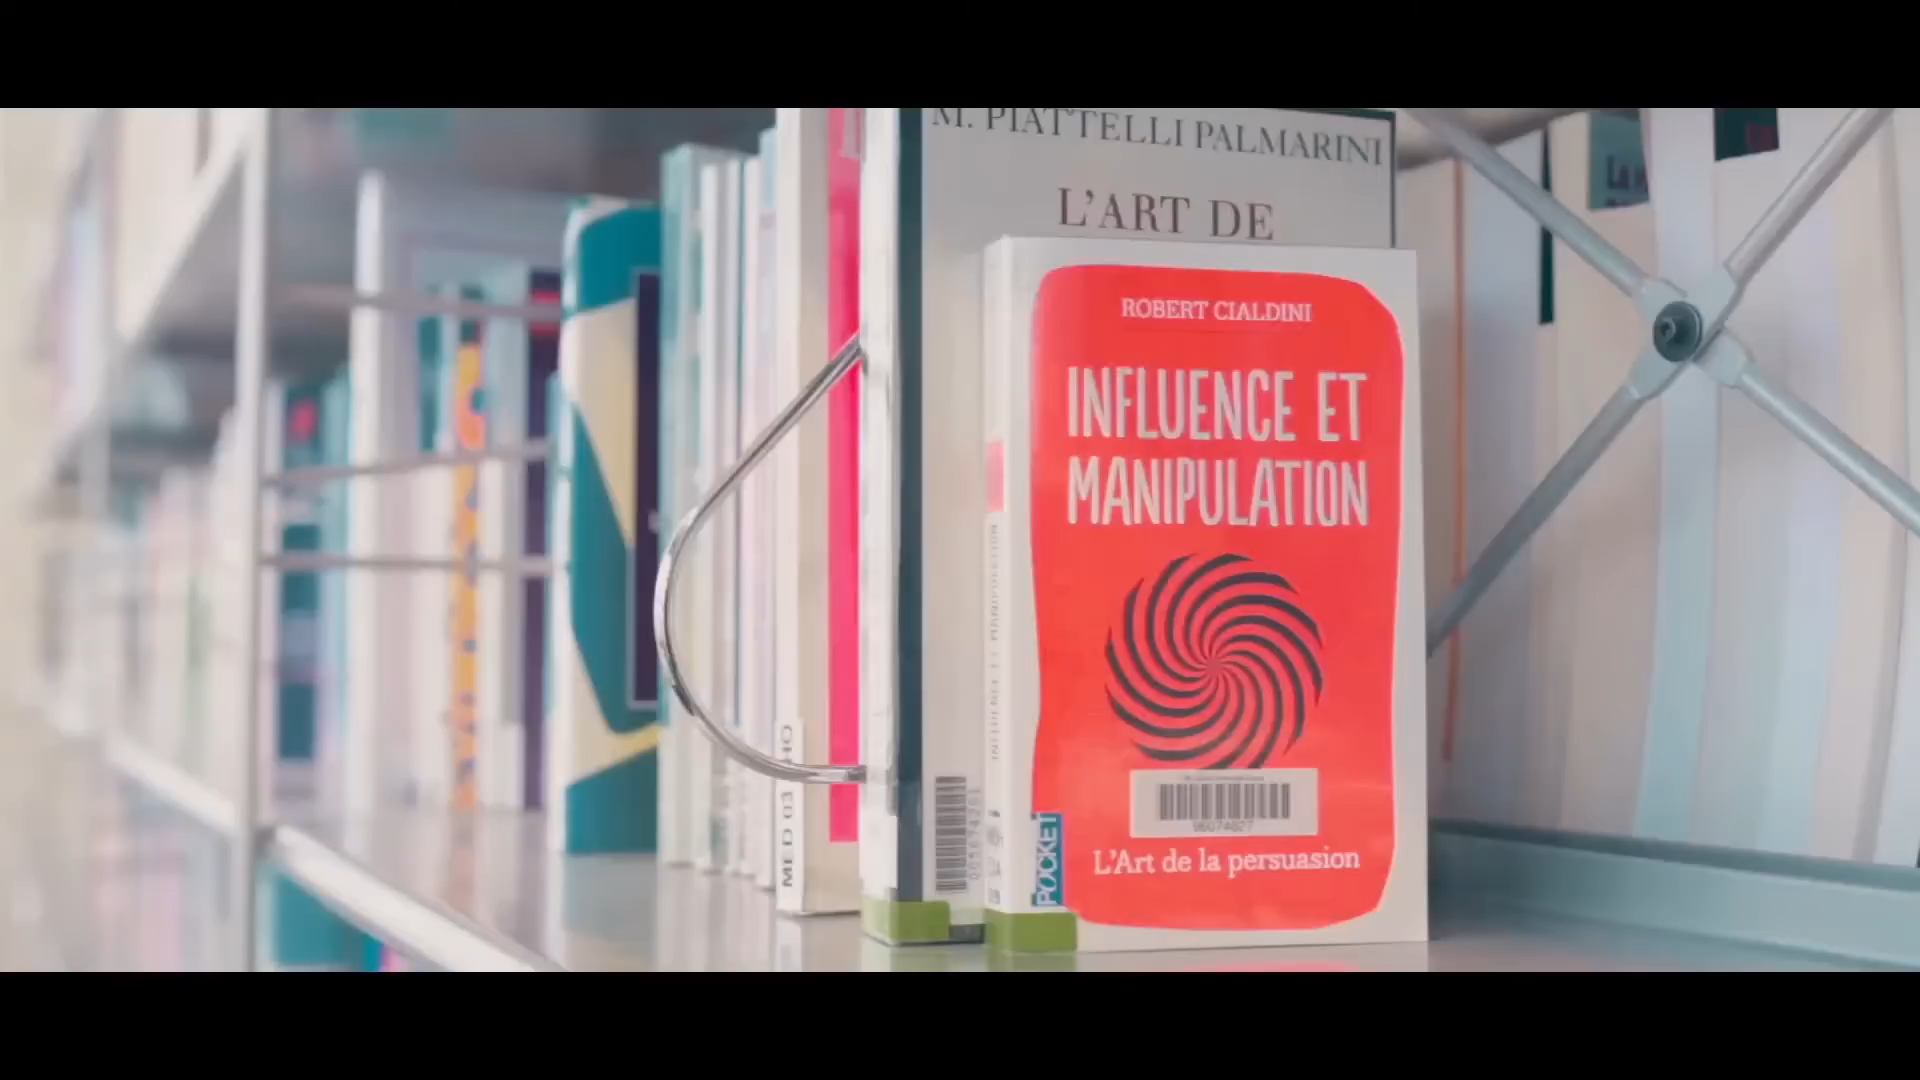 M. PIATTELLI PALMARINI
L'ART DE
ROBERT CIALDINI
INFLUENCE ET
MANIPULATION
96074627
L'Art de la persuasion
POCKET
INFLUENCE ET MANIPULATION
MED 03